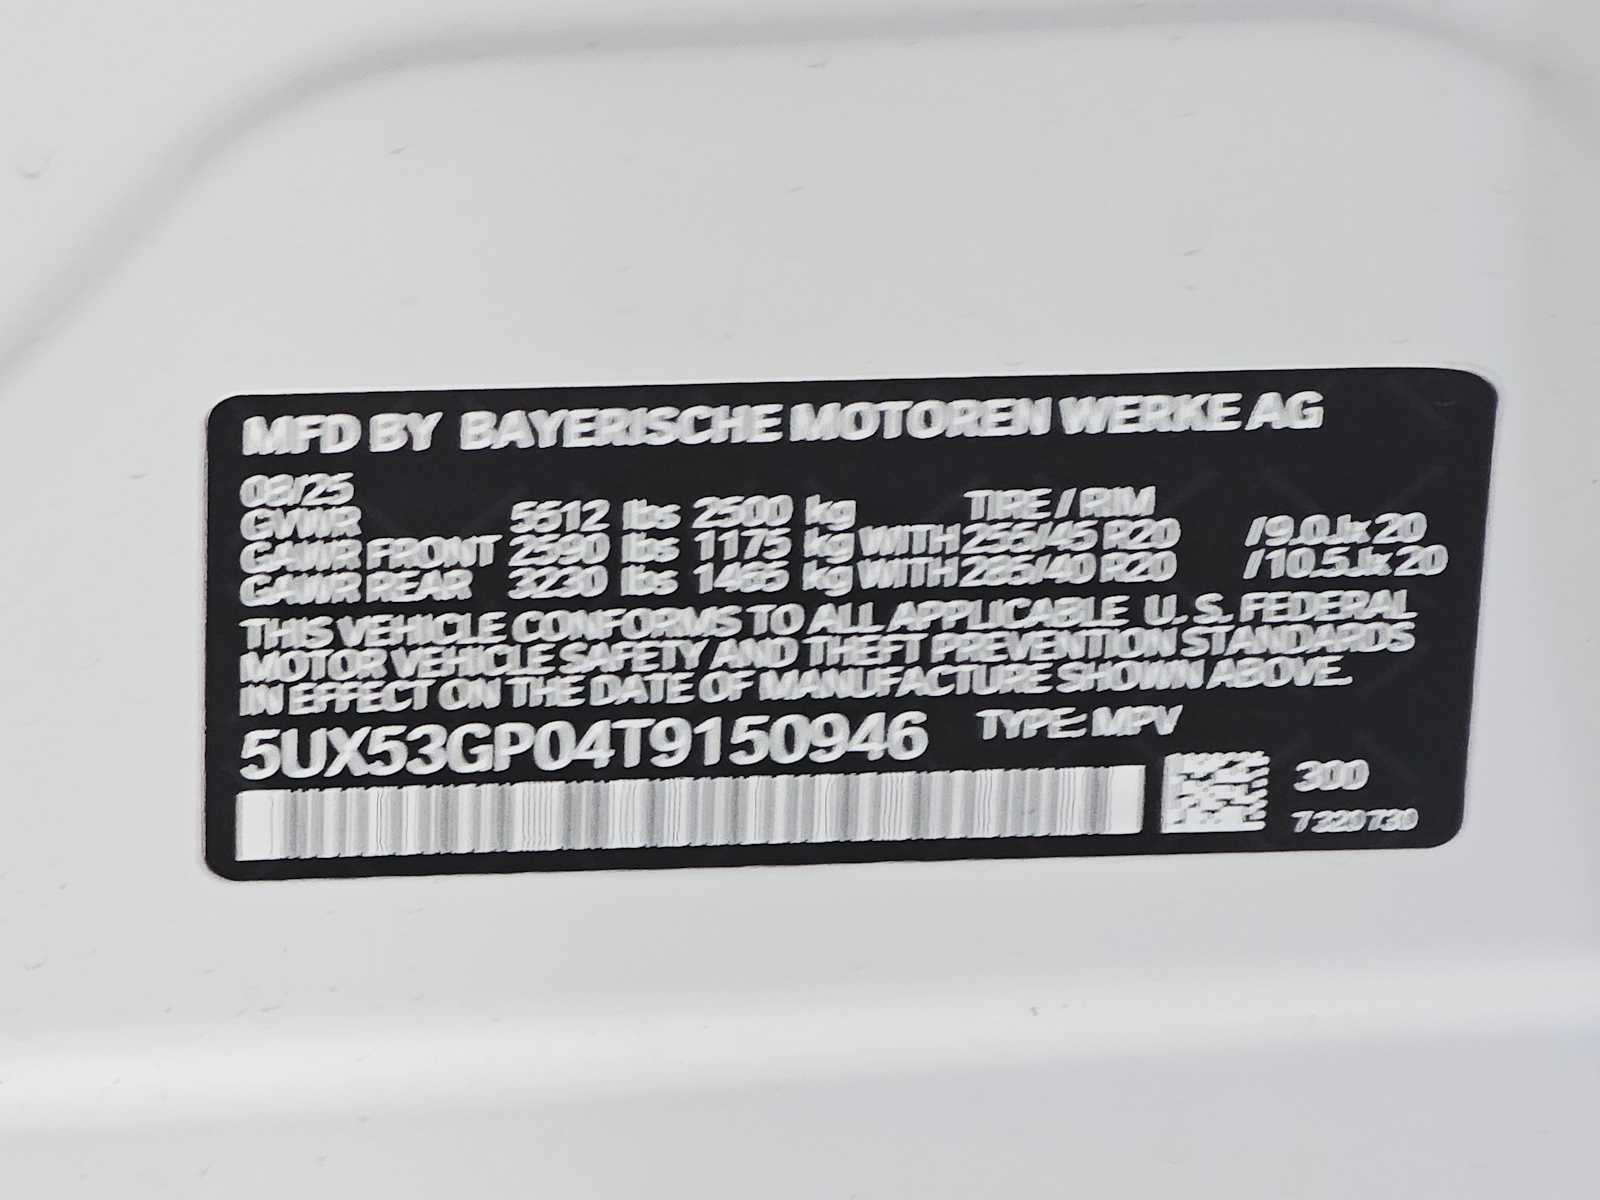 MFD BY BAYERISCHE MOTOREN WERKE AG
08/25
GVWR 5512 lbs 2500 kg TIRE / RIM
GAWR FRONT 2590 lbs 1175 kg WITH 255/45 R20 /9.0Jx20
GAWR REAR 3230 lbs 1465 kg WITH 285/40 R20 /10.5Jx20
THIS VEHICLE CONFORMS TO ALL APPLICABLE U. S. FEDERAL
MOTOR VEHICLE SAFETY AND THEFT PREVENTION STANDARDS
IN EFFECT ON THE DATE OF MANUFACTURE SHOWN ABOVE.
5UX53GP04T9150946 TYPE: MPV
300
7320730